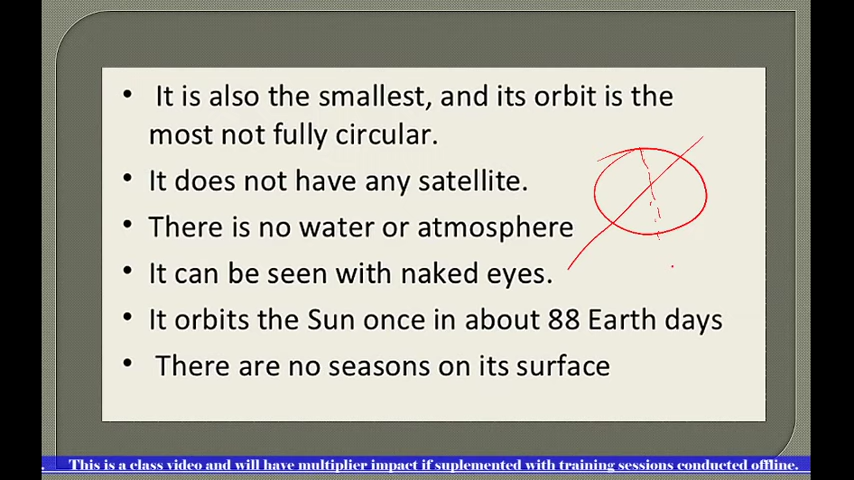 • It is also the smallest, and its orbit is the
most not fully circular.
• It does not have any satellite.
• There is no water or atmosphere
• It can be seen with naked eyes.
• It orbits the Sun once in about 88 Earth days
• There are no seasons on its surface
. This is a class video and will have multiplier impact if suplemented with training sessions conducted offline.